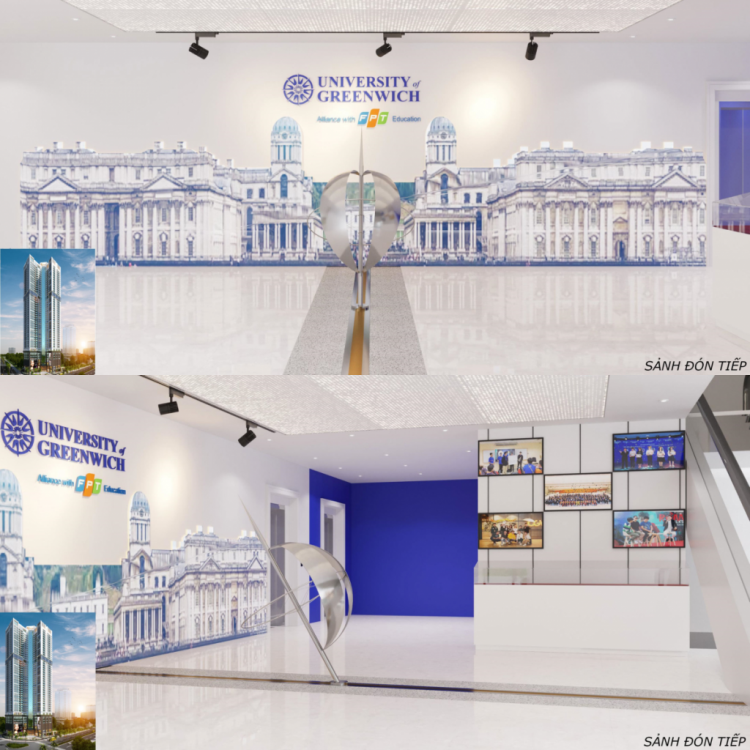 UNIVERSITY of
GREENWICH
Alliance with FPT Education
SẢNH ĐÓN TIẾP
UNIVERSITY of
GREENWICH
Alliance with FPT Education
SẢNH ĐÓN TIẾP